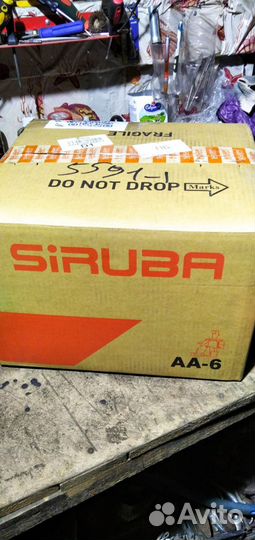 FRAGILE
5591-1
DO NOT DROP Marks
SiRUBA
AA-6
Avito